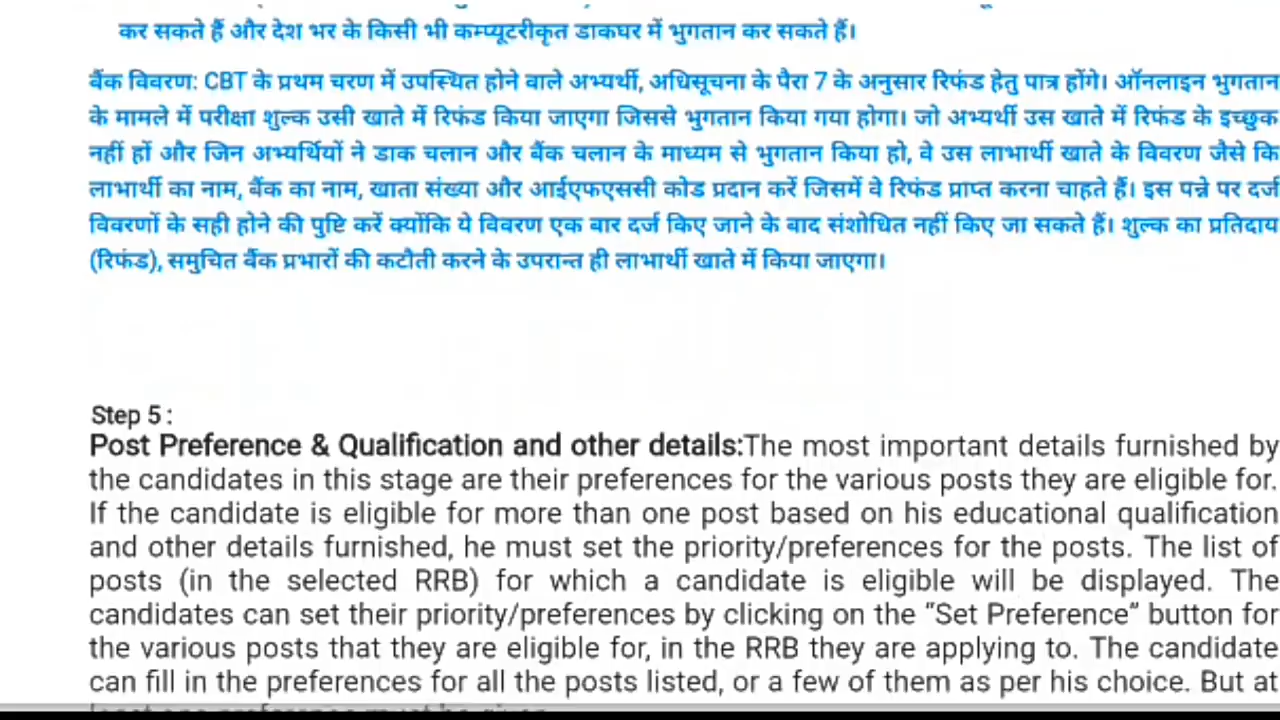 कर सकते हैं और देश भर के किसी भी कम्प्यूटरीकृत डाकघर में भुगतान कर सकते हैं।
बैंक विवरण: CBT के प्रथम चरण में उपस्थित होने वाले अभ्यर्थी, अधिसूचना के पैरा 7 के अनुसार रिफंड हेतु पात्र होंगे। ऑनलाइन भुगतान
के मामले में परीक्षा शुल्क उसी खाते में रिफंड किया जाएगा जिससे भुगतान किया गया होगा। जो अभ्यर्थी उस खाते में रिफंड के इच्छुक
नहीं हों और जिन अभ्यर्थियों ने डाक चलान और बैंक चलान के माध्यम से भुगतान किया हो, वे उस लाभार्थी खाते के विवरण जैसे कि
लाभार्थी का नाम, बैंक का नाम, खाता संख्या और आईएफएससी कोड प्रदान करें जिसमें वे रिफंड प्राप्त करना चाहते हैं। इस पन्ने पर दर्ज
विवरणों के सही होने की पुष्टि करें क्योंकि ये विवरण एक बार दर्ज किए जाने के बाद संशोधित नहीं किए जा सकते हैं। शुल्क का प्रतिदाय
(रिफंड), समुचित बैंक प्रभारों की कटौती करने के उपरान्त ही लाभार्थी खाते में किया जाएगा।
Step 5 :
Post Preference & Qualification and other details:The most important details furnished by
the candidates in this stage are their preferences for the various posts they are eligible for.
If the candidate is eligible for more than one post based on his educational qualification
and other details furnished, he must set the priority/preferences for the posts. The list of
posts (in the selected RRB) for which a candidate is eligible will be displayed. The
candidates can set their priority/preferences by clicking on the “Set Preference” button for
the various posts that they are eligible for, in the RRB they are applying to. The candidate
can fill in the preferences for all the posts listed, or a few of them as per his choice. But at